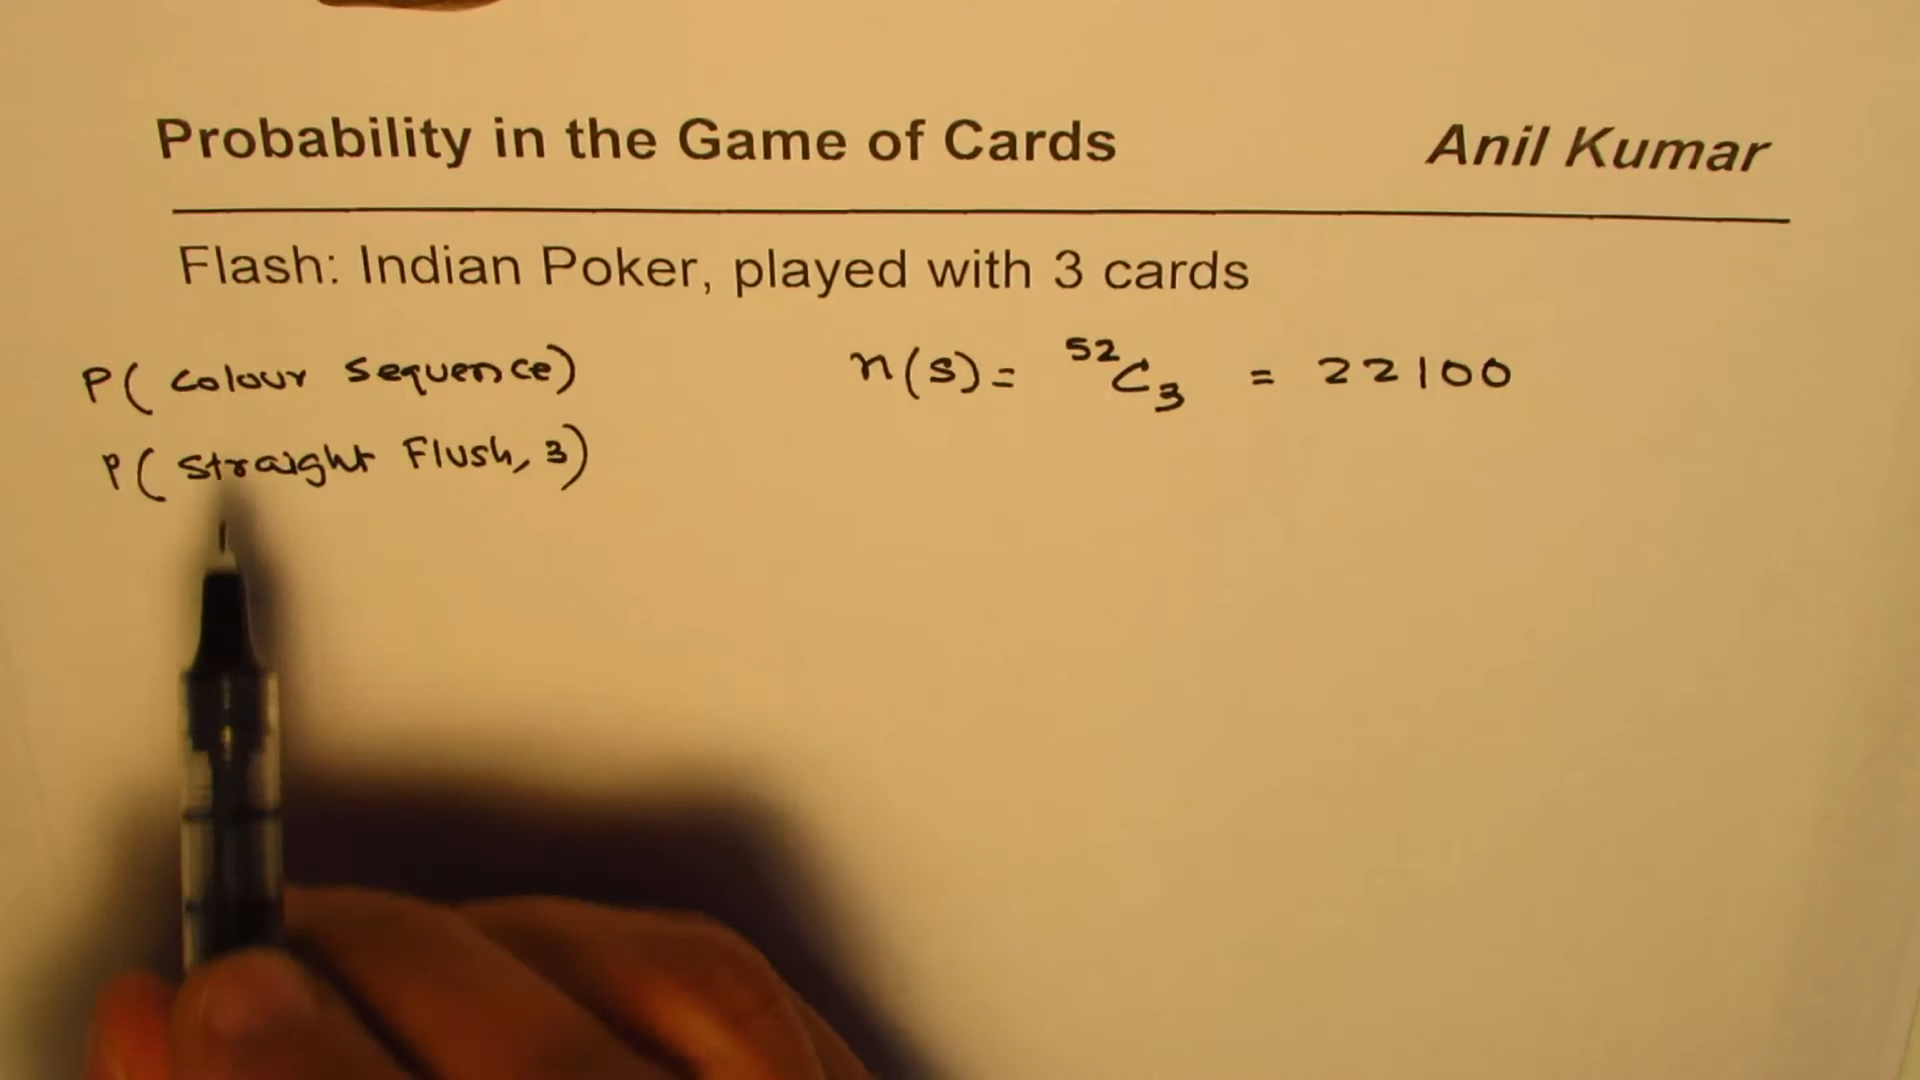 Probability in the Game of Cards Anil Kumar
Flash: Indian Poker, played with 3 cards
P( Colour Sequence) n(s) = ⁵²C₃ = 22100
P( Straight Flush, 3)